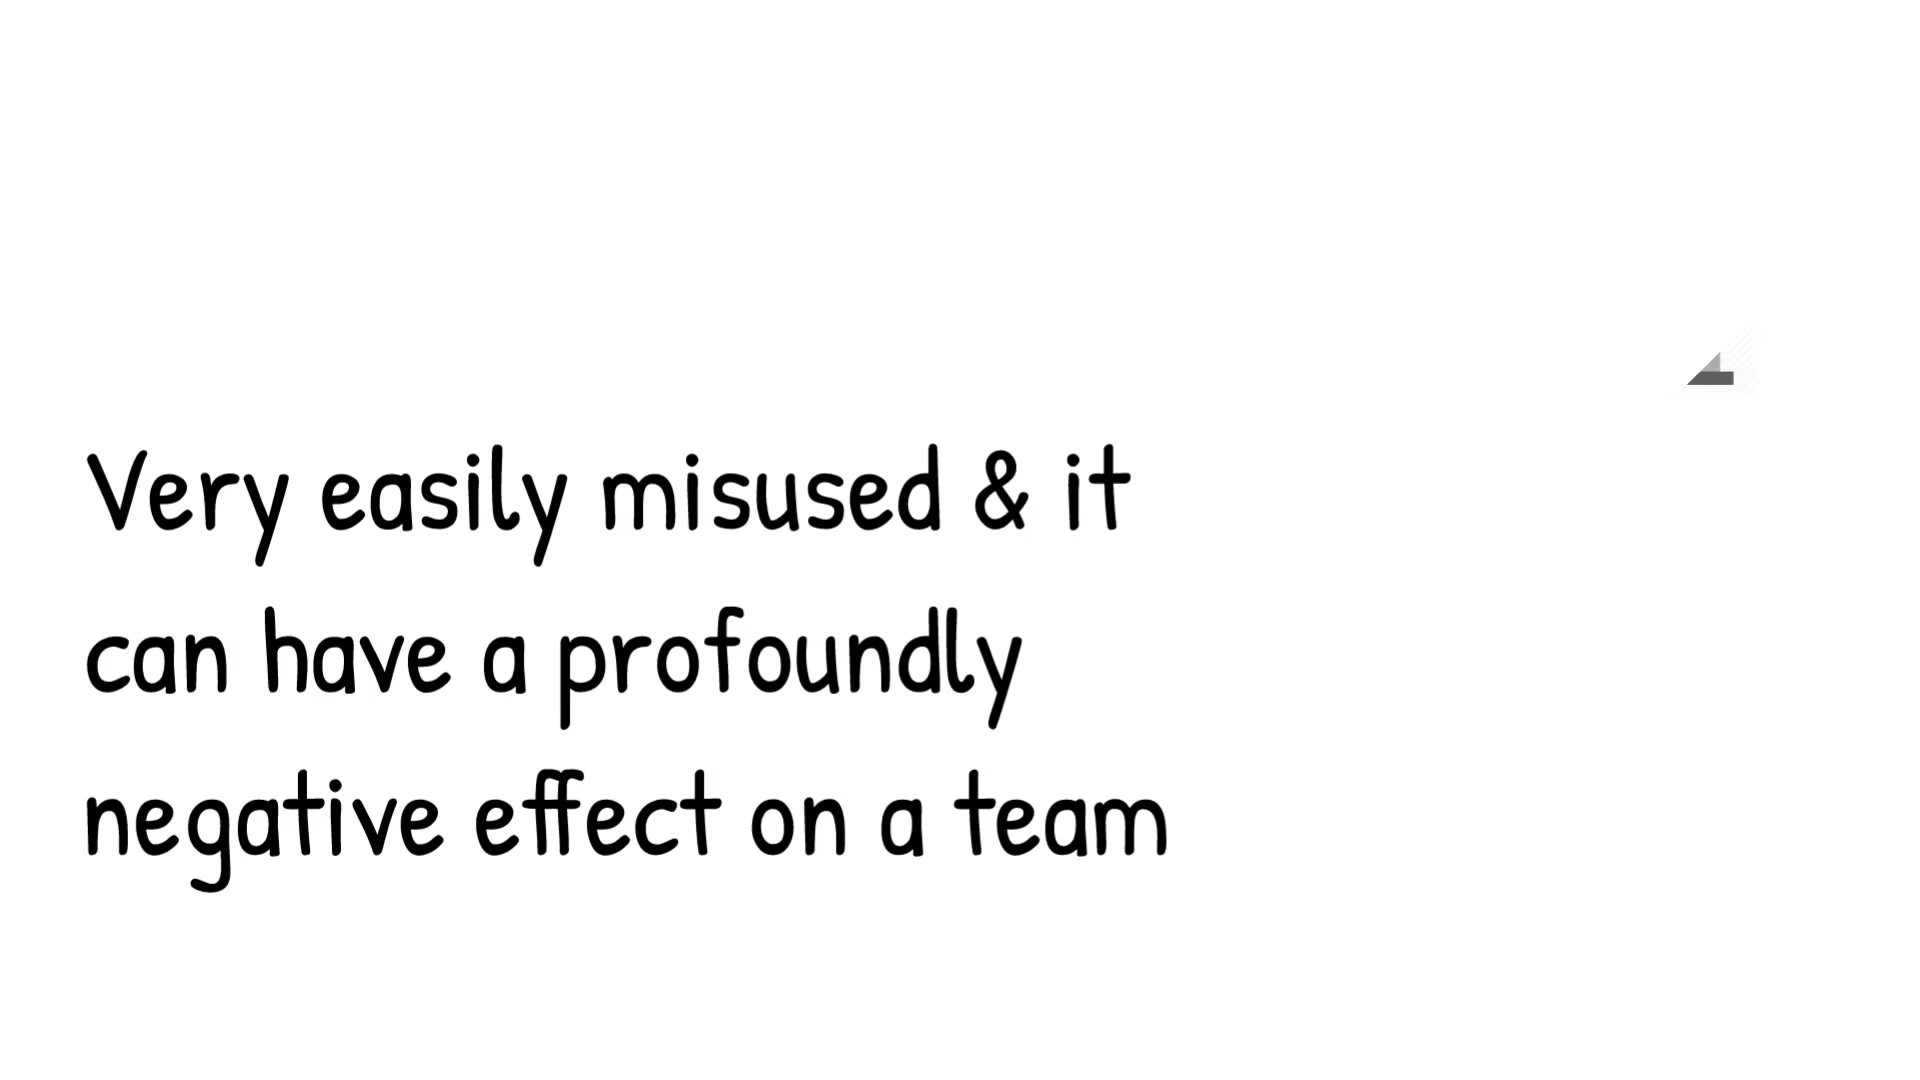 Very easily misused & it
can have a profoundly
negative effect on a team